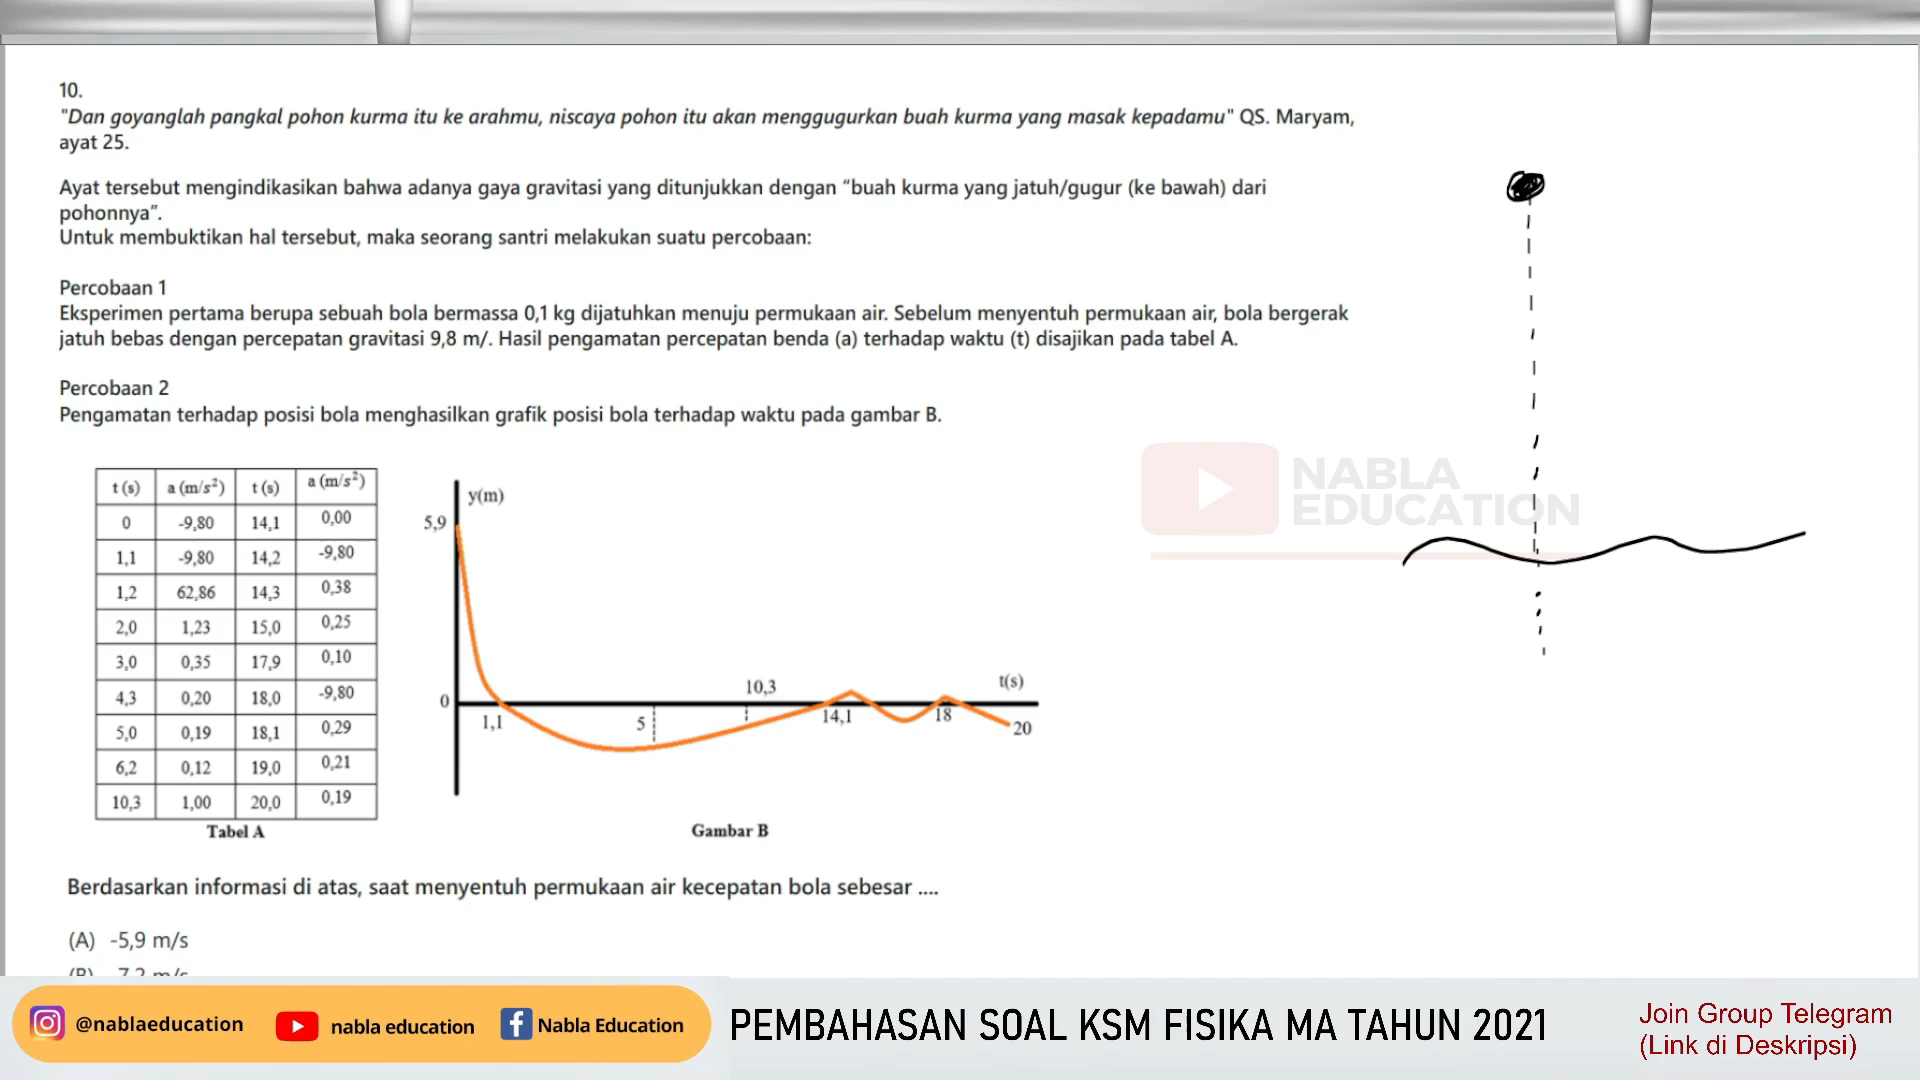 10.
"Dan goyanglah pangkal pohon kurma itu ke arahmu, niscaya pohon itu akan menggugurkan buah kurma yang masak kepadamu" QS. Maryam,
ayat 25.
Ayat tersebut mengindikasikan bahwa adanya gaya gravitasi yang ditunjukkan dengan “buah kurma yang jatuh/gugur (ke bawah) dari
pohonnya”.
Untuk membuktikan hal tersebut, maka seorang santri melakukan suatu percobaan:
Percobaan 1
Eksperimen pertama berupa sebuah bola bermassa 0,1 kg dijatuhkan menuju permukaan air. Sebelum menyentuh permukaan air, bola bergerak
jatuh bebas dengan percepatan gravitasi 9,8 m/. Hasil pengamatan percepatan benda (a) terhadap waktu (t) disajikan pada tabel A.
Percobaan 2
Pengamatan terhadap posisi bola menghasilkan grafik posisi bola terhadap waktu pada gambar B.
t (s) a (m/s²) t (s) a (m/s²)
0 -9,80 14,1 0,00
1,1 -9,80 14,2 -9,80
1,2 62,86 14,3 0,38
2,0 1,23 15,0 0,25
3,0 0,35 17,9 0,10
4,3 0,20 18,0 -9,80
5,0 0,19 18,1 0,29
6,2 0,12 19,0 0,21
10,3 1,00 20,0 0,19
Tabel A
y(m)
5,9
0
1,1
5
10,3
14,1
18
t(s)
20
Gambar B
NABLA
EDUCATION
Berdasarkan informasi di atas, saat menyentuh permukaan air kecepatan bola sebesar ....
(A) -5,9 m/s
(B) -7,2 m/s
@nablaeducation
nabla education
Nabla Education
PEMBAHASAN SOAL KSM FISIKA MA TAHUN 2021
Join Group Telegram
(Link di Deskripsi)